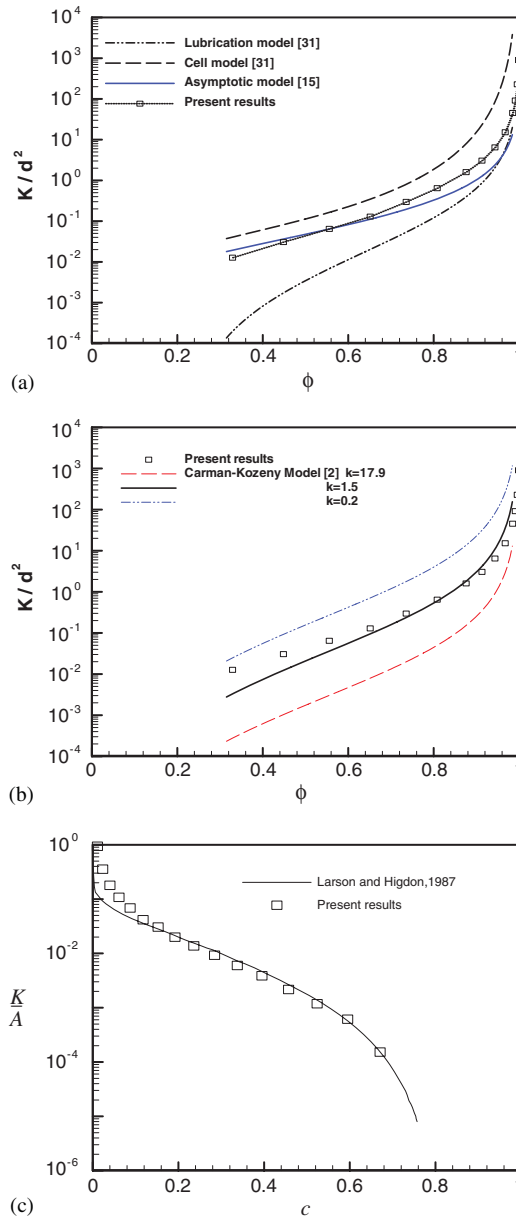 10^4
10^3
10^2
10^1
10^0
10^-1
10^-2
10^-3
10^-4
K / d^2
Lubrication model [31]
Cell model [31]
Asymptotic model [15]
Present results
0 0.2 0.4 0.6 0.8 1
(a)
ϕ
10^4
10^3
10^2
10^1
10^0
10^-1
10^-2
10^-3
10^-4
K / d^2
Present results
Carman-Kozeny Model [2] k=17.9
k=1.5
k=0.2
0 0.2 0.4 0.6 0.8
(b)
ϕ
10^0
10^-2
10^-4
10^-6
K
A
Larson and Higdon,1987
Present results
0 0.2 0.4 0.6 0.8
(c)
c